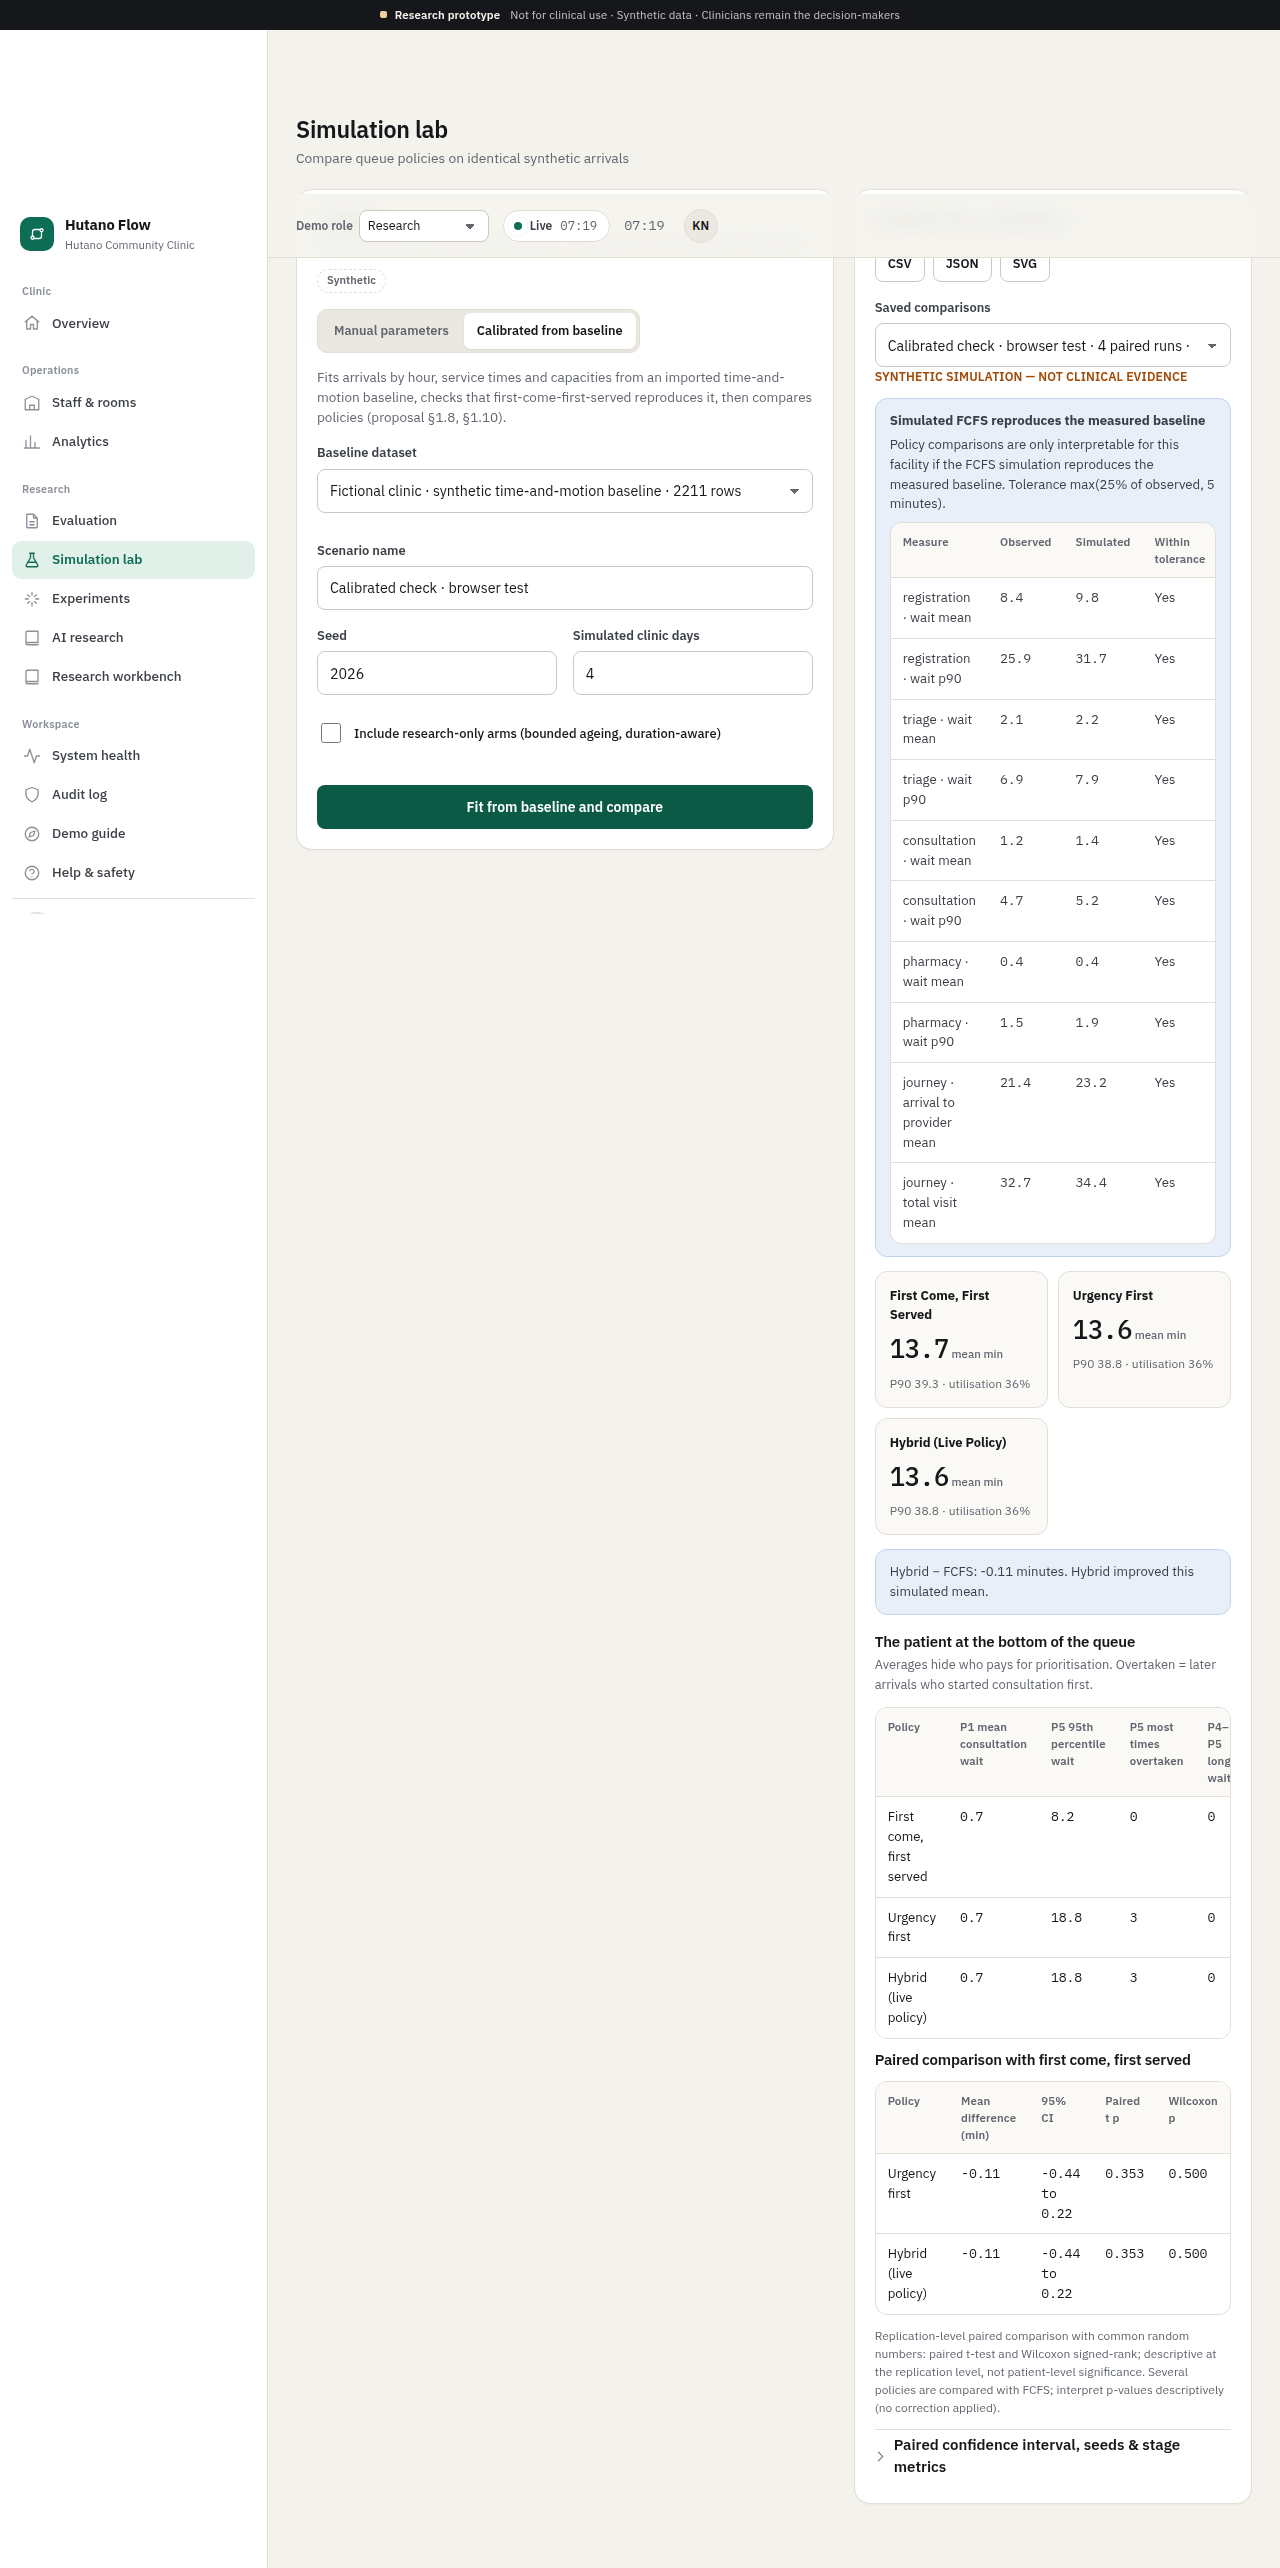 Research prototype Not for clinical use · Synthetic data · Clinicians remain the decision-makers
Simulation lab
Compare queue policies on identical synthetic arrivals
Hutano Flow
Hutano Community Clinic
Clinic
Overview
Operations
Staff & rooms
Analytics
Research
Evaluation
Simulation lab
Experiments
AI research
Research workbench
Workspace
System health
Audit log
Demo guide
Help & safety
Demo role
Research
Live 07:19
07:19
KN
Synthetic
Manual parameters
Calibrated from baseline
Fits arrivals by hour, service times and capacities from an imported time-and-
motion baseline, checks that first-come-first-served reproduces it, then compares
policies (proposal §1.8, §1.10).
Baseline dataset
Fictional clinic · synthetic time-and-motion baseline · 2211 rows
Scenario name
Calibrated check · browser test
Seed
Simulated clinic days
2026
4
Include research-only arms (bounded ageing, duration-aware)
Fit from baseline and compare
CSV
JSON
SVG
Saved comparisons
Calibrated check · browser test · 4 paired runs ·
SYNTHETIC SIMULATION — NOT CLINICAL EVIDENCE
Simulated FCFS reproduces the measured baseline
Policy comparisons are only interpretable for this
facility if the FCFS simulation reproduces the
measured baseline. Tolerance max(25% of observed, 5
minutes).
Measure Observed Simulated Within
tolerance
registration 8.4 9.8 Yes
· wait mean
registration 25.9 31.7 Yes
· wait p90
triage · wait 2.1 2.2 Yes
mean
triage · wait 6.9 7.9 Yes
p90
consultation 1.2 1.4 Yes
· wait mean
consultation 4.7 5.2 Yes
· wait p90
pharmacy · 0.4 0.4 Yes
wait mean
pharmacy · 1.5 1.9 Yes
wait p90
journey · 21.4 23.2 Yes
arrival to
provider
mean
journey · 32.7 34.4 Yes
total visit
mean
First Come, First
Served
13.7 mean min
P90 39.3 · utilisation 36%
Urgency First
13.6 mean min
P90 38.8 · utilisation 36%
Hybrid (Live Policy)
13.6 mean min
P90 38.8 · utilisation 36%
Hybrid − FCFS: -0.11 minutes. Hybrid improved this
simulated mean.
The patient at the bottom of the queue
Averages hide who pays for prioritisation. Overtaken = later
arrivals who started consultation first.
Policy P1 mean P5 95th P5 most P4–
consultation percentile times P5
wait wait overtaken long
wait
First 0.7 8.2 0 0
come,
first
served
Urgency 0.7 18.8 3 0
first
Hybrid 0.7 18.8 3 0
(live
policy)
Paired comparison with first come, first served
Policy Mean 95% Paired Wilcoxon
difference CI t p p
(min)
Urgency -0.11 -0.44 0.353 0.500
first to
0.22
Hybrid -0.11 -0.44 0.353 0.500
(live to
policy) 0.22
Replication-level paired comparison with common random
numbers: paired t-test and Wilcoxon signed-rank; descriptive at
the replication level, not patient-level significance. Several
policies are compared with FCFS; interpret p-values descriptively
(no correction applied).
Paired confidence interval, seeds & stage
metrics